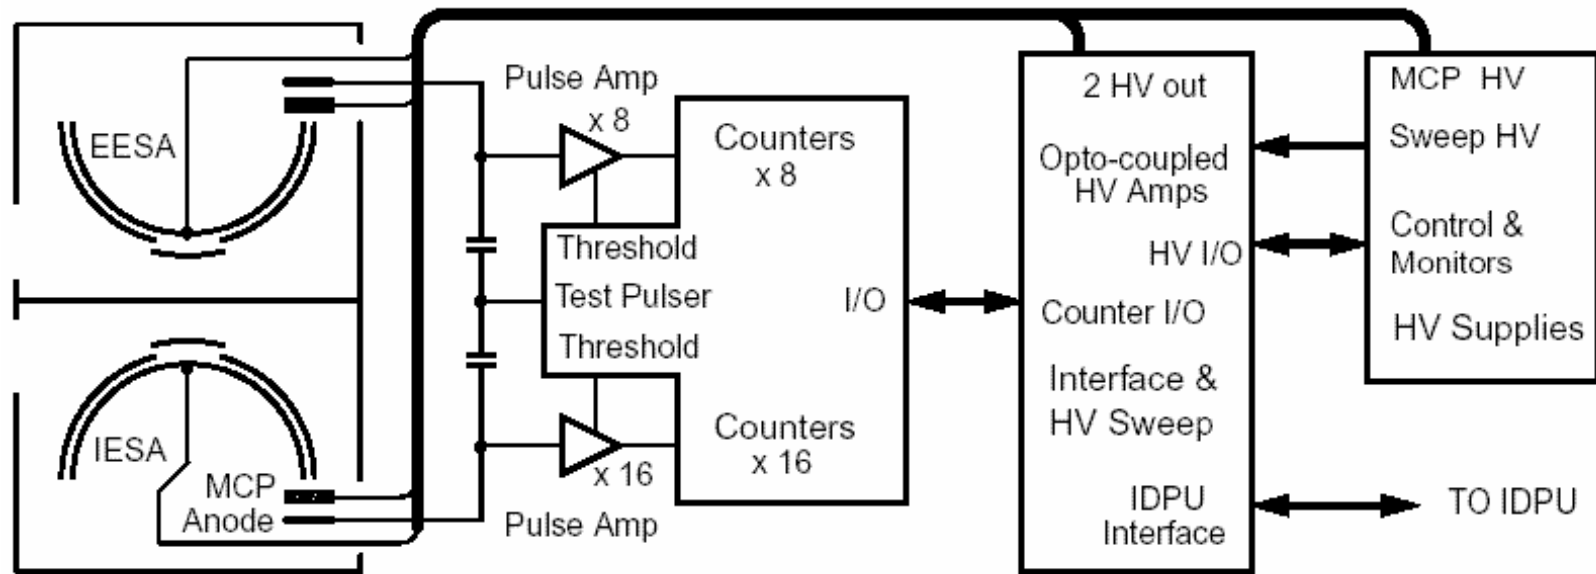 EESA
IESA
MCP
Anode
Pulse Amp
x 8
Counters
x 8
Threshold
Test Pulser
Threshold
I/O
Counters
x 16
x 16
Pulse Amp
2 HV out
Opto-coupled
HV Amps
HV I/O
Counter I/O
Interface &
HV Sweep
IDPU
Interface
MCP HV
Sweep HV
Control &
Monitors
HV Supplies
TO IDPU